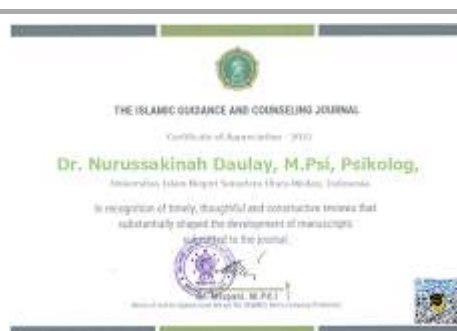 THE ISLAMIC GUIDANCE AND COUNSELING JOURNAL
Certificate of Appreciation -
Dr. Nurussakinah Daulay, M.Psi, Psikolog,
Universitas Islam Negeri Sumatera Utara Medan, Indonesia
In recognition of timely, thoughtful and constructive reviews that
substantially shaped the development of manuscripts
submitted to the journal.
M.Pd.I